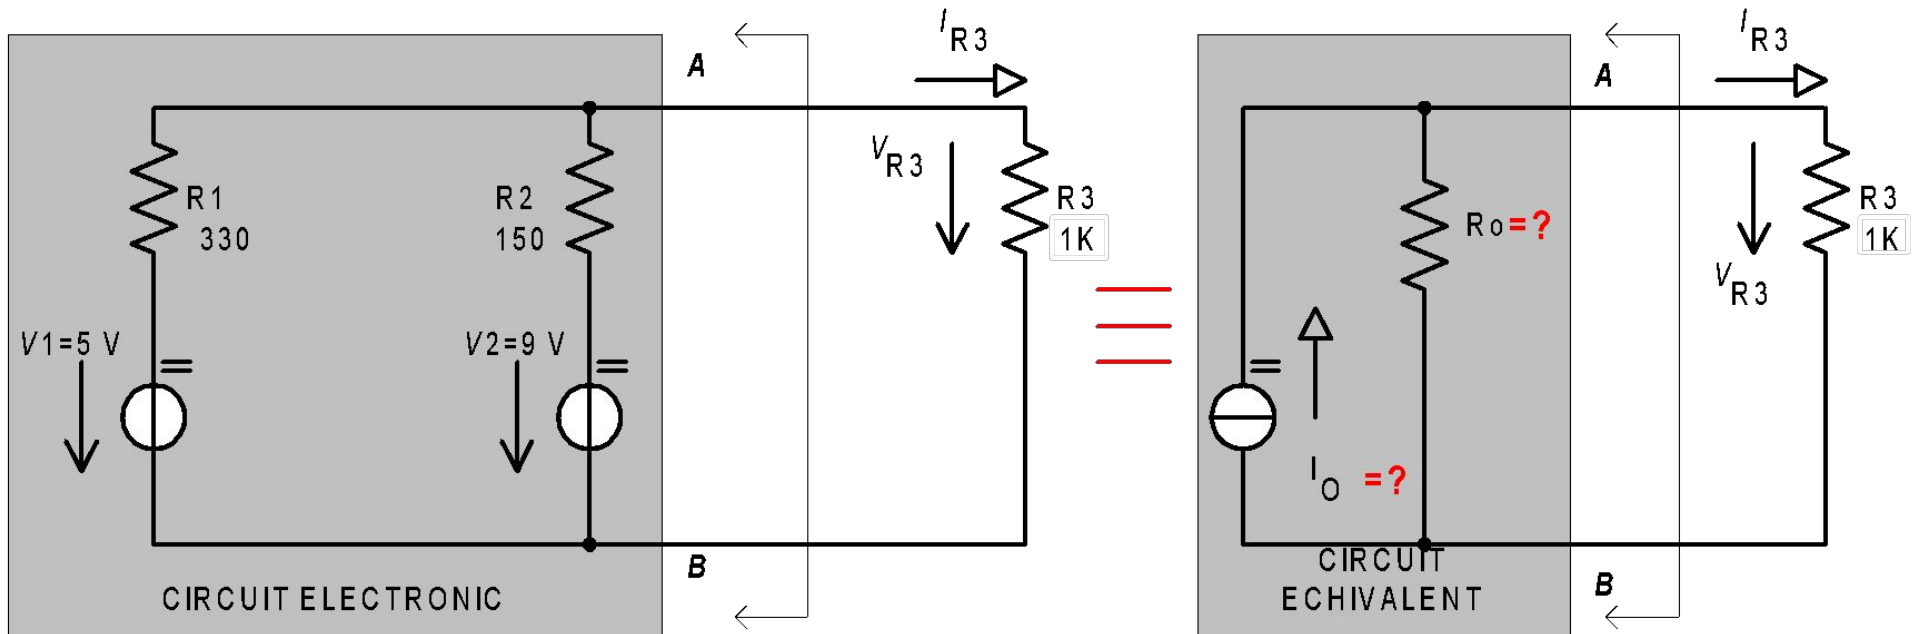 A
I R3
R1
330
R2
150
V R3
R3
1K
V1=5 V
V2=9 V
=
=
B
CIRCUIT ELECTRONIC
A
I R3
Ro=?
R3
1K
V R3
=
IO =?
CIRCUIT
ECHIVALENT
B